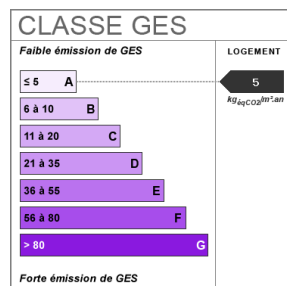 CLASSE GES
Faible émission de GES
LOGEMENT
≤ 5 A
5
kgéqCO2/m².an
6 à 10 B
11 à 20 C
21 à 35 D
36 à 55 E
56 à 80 F
> 80 G
Forte émission de GES